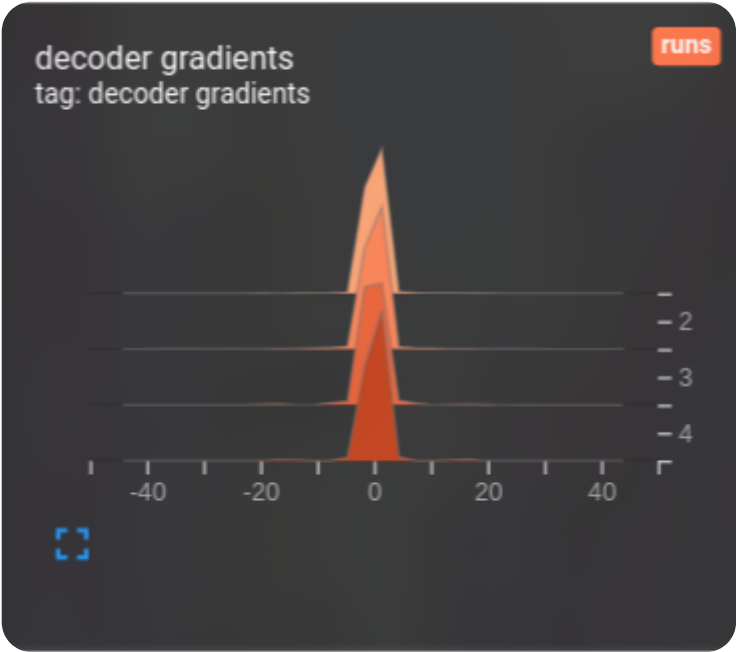 decoder gradients
runs
tag: decoder gradients
2
3
4
-40 -20 0 20 40